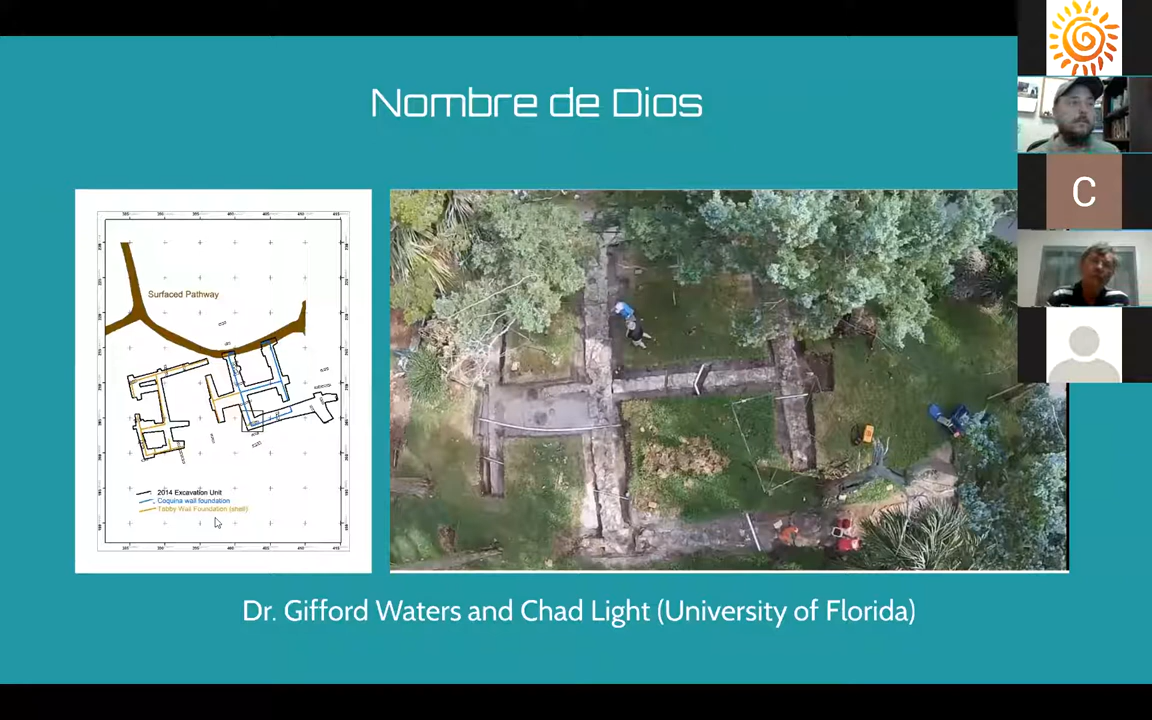 Nombre de Dios
Surfaced Pathway
2014 Excavation Unit
Coquina wall foundation
Tabby Wall Foundation (shell)
Dr. Gifford Waters and Chad Light (University of Florida)
C